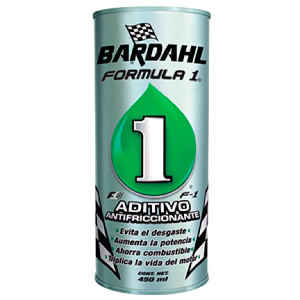 BARDAHL
FORMULA 1®
1
F F-1
ADITIVO
ANTIFRICCIONANTE
• Evita el desgaste
• Aumenta la potencia
• Ahorra combustible
• Triplica la vida del motor
CONT. NET.
450 ml